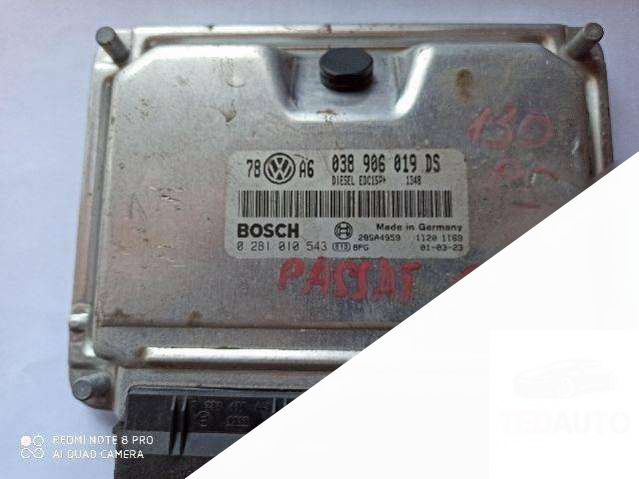 78 VW A6 038 906 019 DS
DIESEL EDC15P+ 1548
BOSCH Made in Germany
28SA4959 1120 1169
0 281 010 543 BPG 01-03-23
130
PASSAT
TEDAUTO
REDMI NOTE 8 PRO
AI QUAD CAMERA